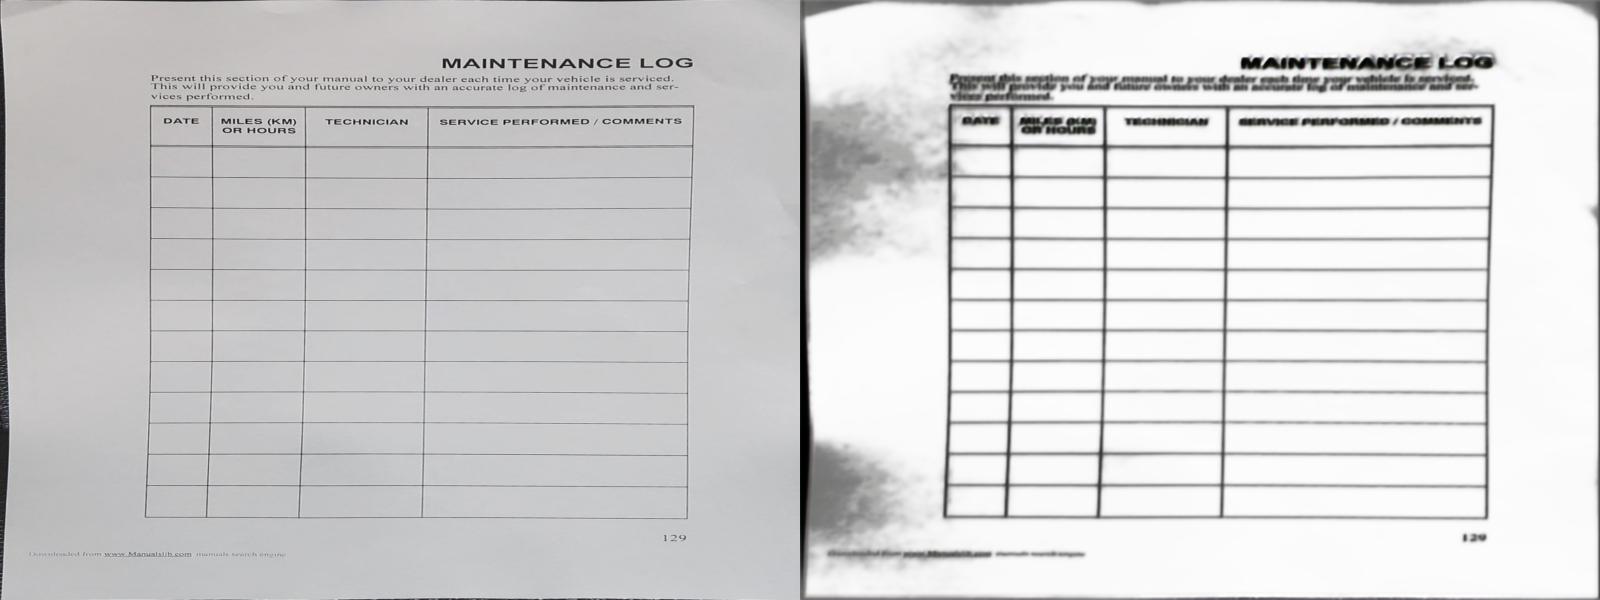 MAINTENANCE LOG
Present this section of your manual to your dealer each time your vehicle is serviced.
This will provide you and future owners with an accurate log of maintenance and ser-
vices performed.
DATE MILES (KM) OR HOURS TECHNICIAN SERVICE PERFORMED / COMMENTS
129
Downloaded from www.Manualslib.com manuals search engine
MAINTENANCE LOG
Present this section of your manual to your dealer each time your vehicle is serviced.
This will provide you and future owners with an accurate log of maintenance and ser-
vices performed.
DATE MILES (KM) OR HOURS TECHNICIAN SERVICE PERFORMED / COMMENTS
129
Downloaded from www.Manualslib.com manuals search engine